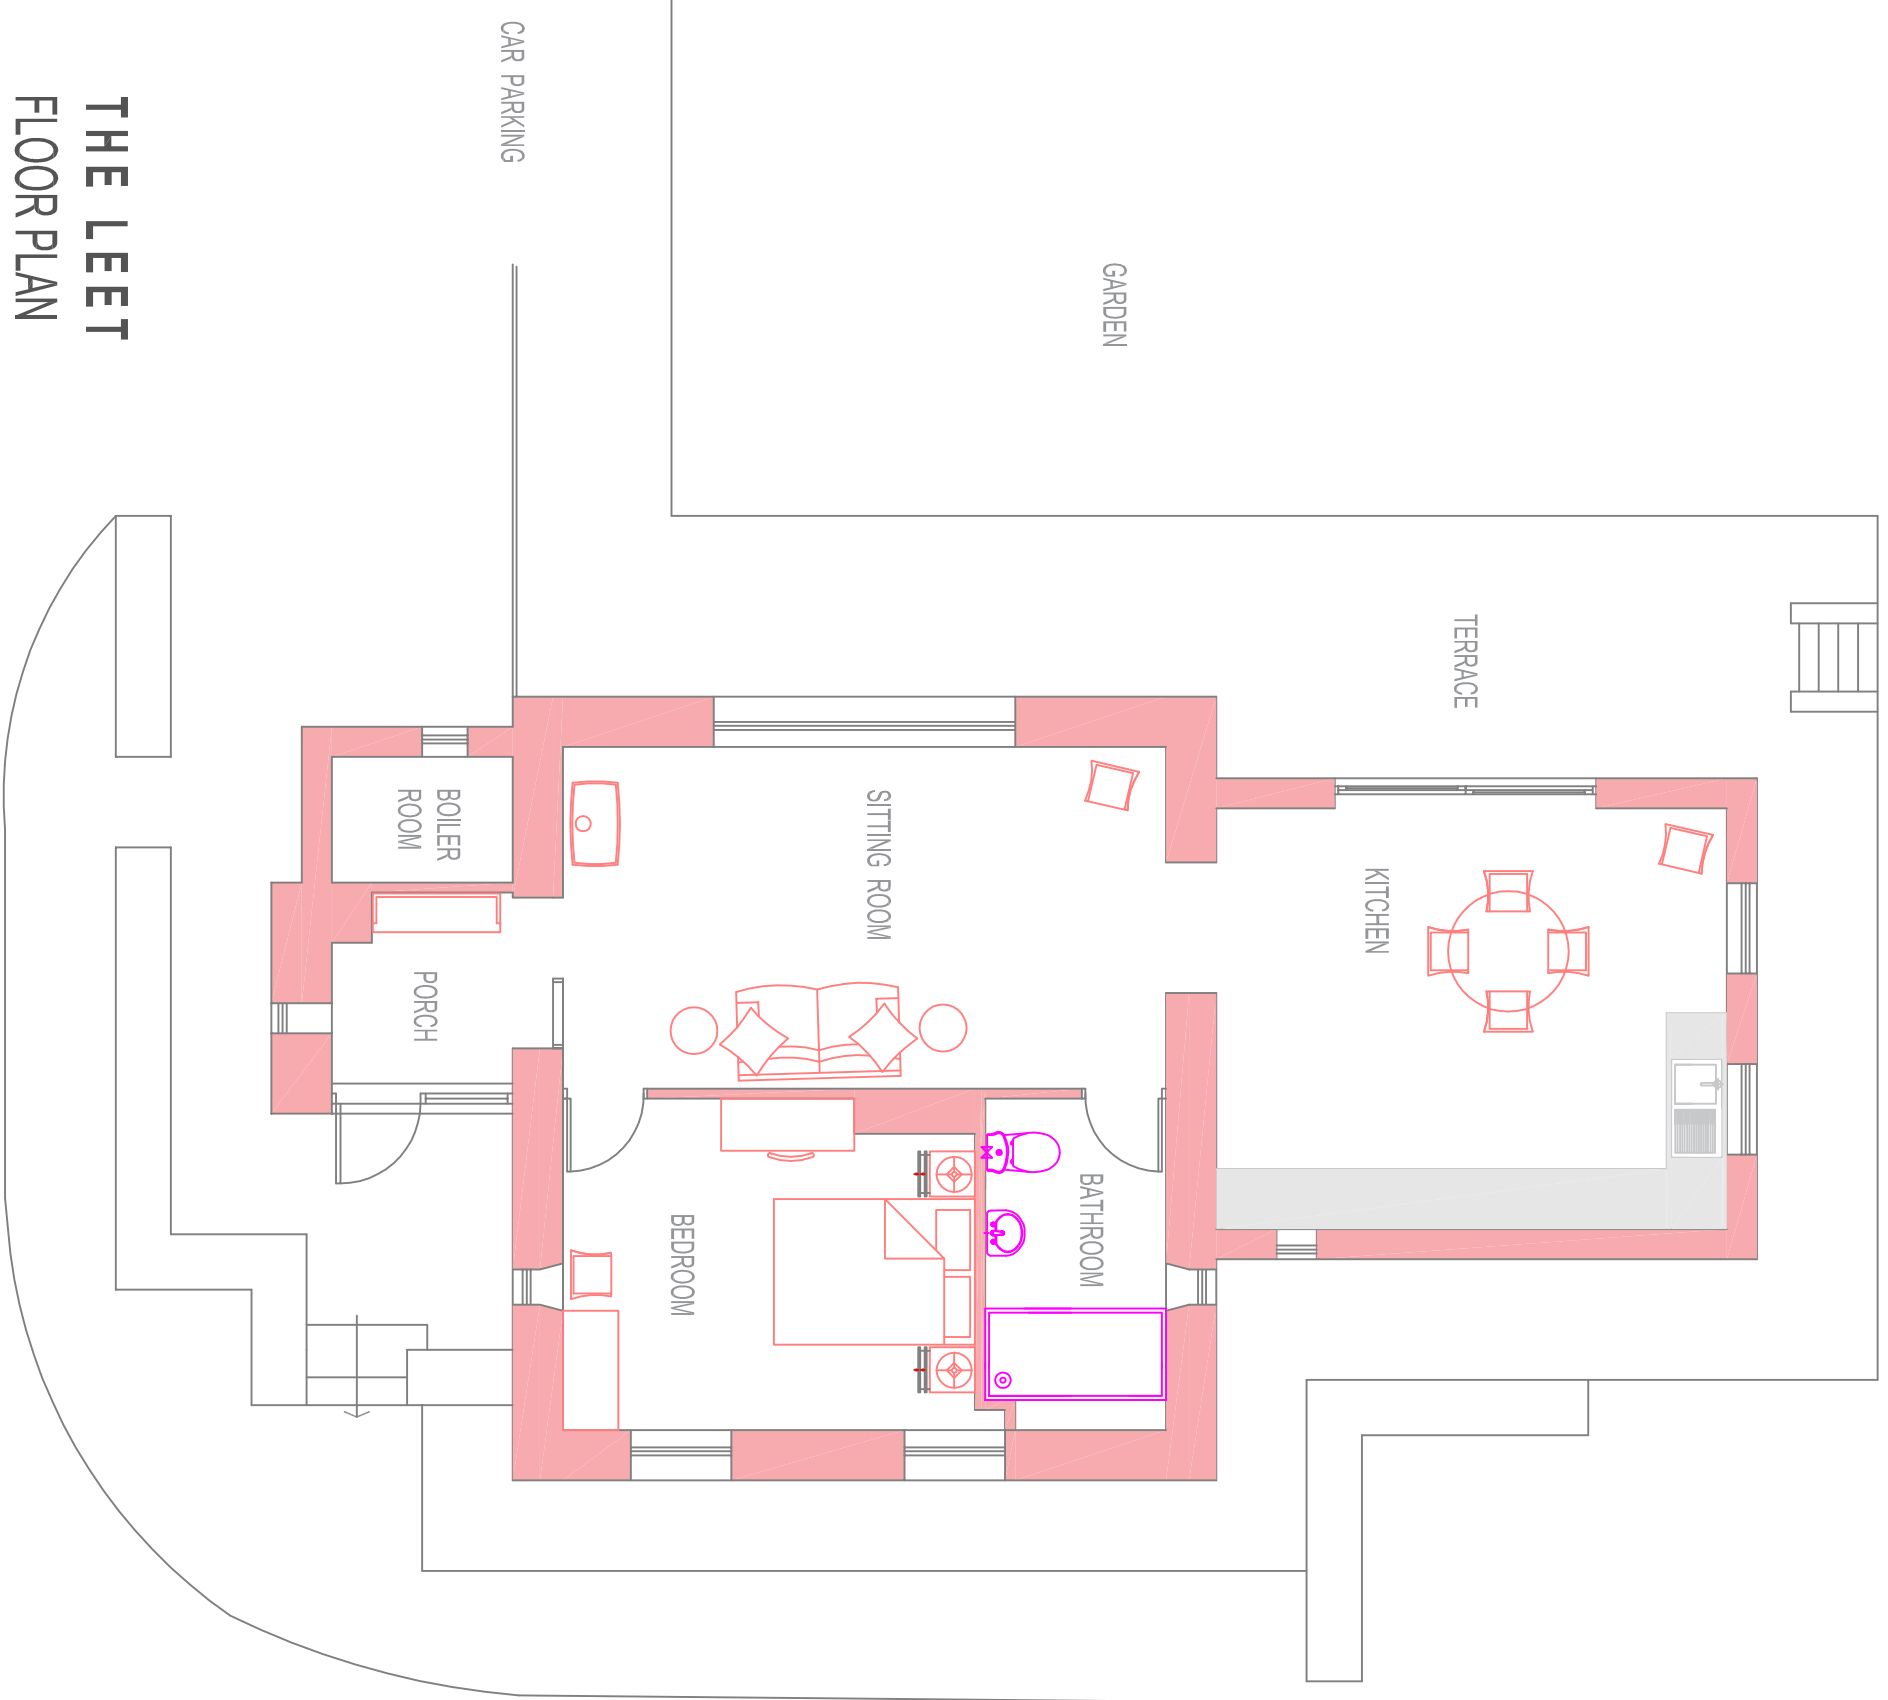 THE LEET
FLOOR PLAN
CAR PARKING
GARDEN
TERRACE
BOILER
ROOM
SITTING ROOM
KITCHEN
PORCH
BEDROOM
BATHROOM